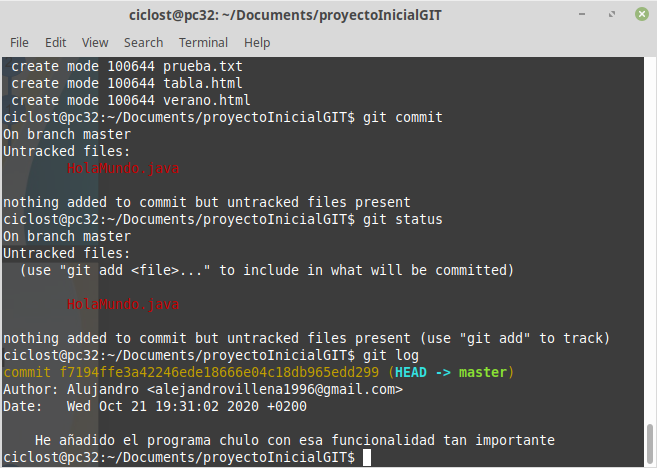 ciclost@pc32: ~/Documents/proyectoInicialGIT
File Edit View Search Terminal Help
create mode 100644 prueba.txt
create mode 100644 tabla.html
create mode 100644 verano.html
ciclost@pc32:~/Documents/proyectoInicialGIT$ git commit
On branch master
Untracked files:
HolaMundo.java
nothing added to commit but untracked files present
ciclost@pc32:~/Documents/proyectoInicialGIT$ git status
On branch master
Untracked files:
(use "git add <file>..." to include in what will be committed)
HolaMundo.java
nothing added to commit but untracked files present (use "git add" to track)
ciclost@pc32:~/Documents/proyectoInicialGIT$ git log
commit f7194ffe3a42246ede18666e04c18db965edd299 (HEAD -> master)
Author: Alujandro <alejandrovillena1996@gmail.com>
Date:   Wed Oct 21 19:31:02 2020 +0200
He añadido el programa chulo con esa funcionalidad tan importante
ciclost@pc32:~/Documents/proyectoInicialGIT$